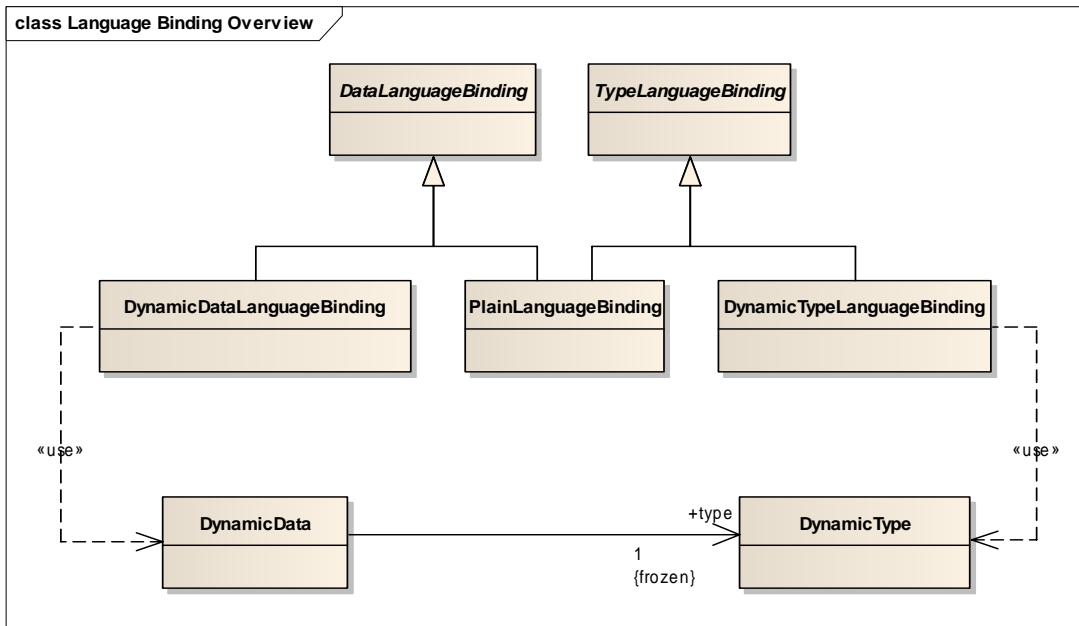 class Language Binding Overview
DataLanguageBinding
TypeLanguageBinding
DynamicDataLanguageBinding
PlainLanguageBinding
DynamicTypeLanguageBinding
«use»
«use»
DynamicData
+type
DynamicType
1
{frozen}